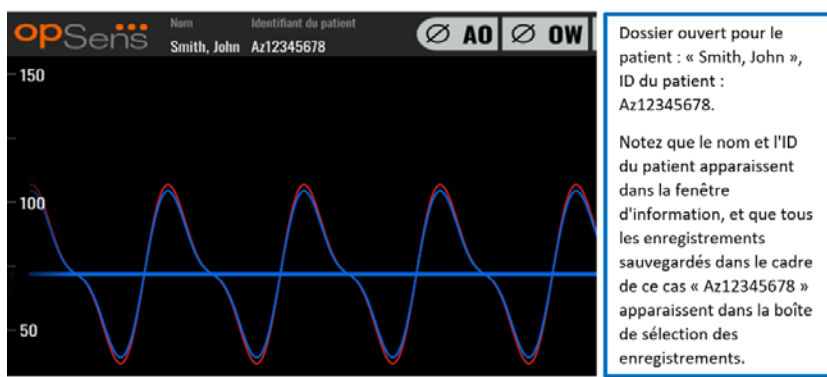 opSens
Nom Identifiant du patient
Smith, John Az12345678
AO OW
150
100
50
Dossier ouvert pour le
patient : « Smith, John »,
ID du patient :
Az12345678.
Notez que le nom et l'ID
du patient apparaissent
dans la fenêtre
d'information, et que tous
les enregistrements
sauvegardés dans le cadre
de ce cas « Az12345678 »
apparaissent dans la boîte
de sélection des
enregistrements.